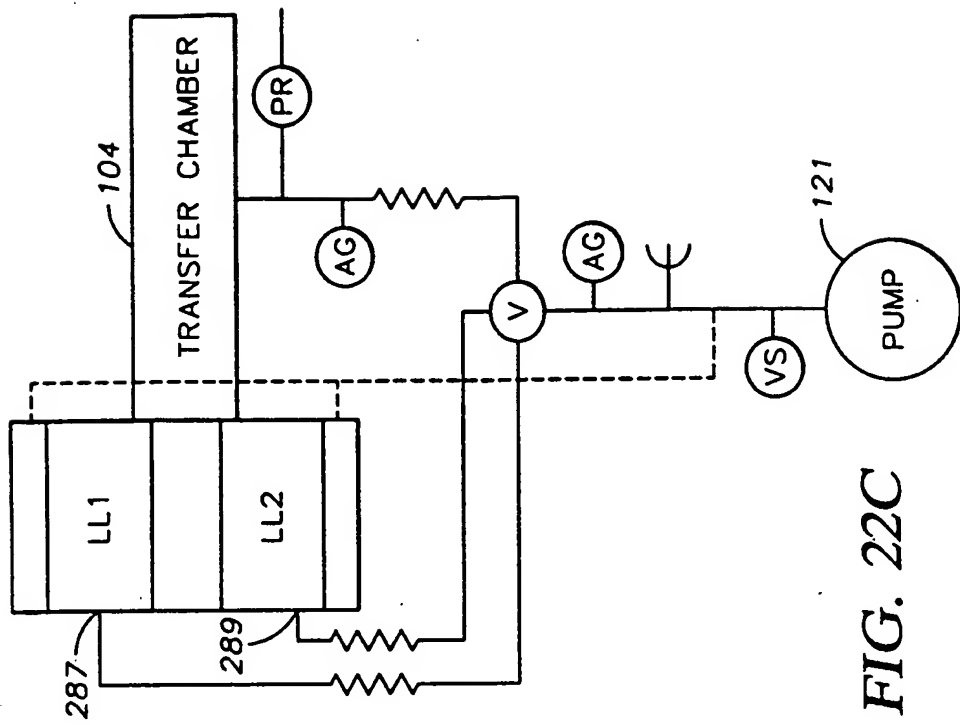 104
TRANSFER CHAMBER
PR
LL1
LL2
AG
287
289
V
AG
VS
121
PUMP
FIG. 22C